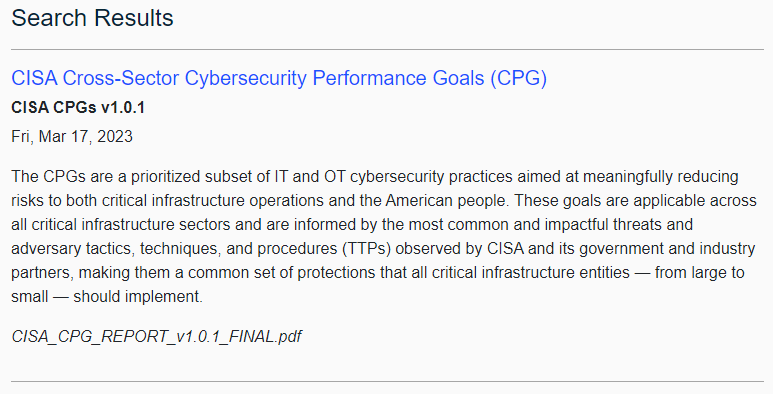 Search Results
CISA Cross-Sector Cybersecurity Performance Goals (CPG)
CISA CPGs v1.0.1
Fri, Mar 17, 2023
The CPGs are a prioritized subset of IT and OT cybersecurity practices aimed at meaningfully reducing
risks to both critical infrastructure operations and the American people. These goals are applicable across
all critical infrastructure sectors and are informed by the most common and impactful threats and
adversary tactics, techniques, and procedures (TTPs) observed by CISA and its government and industry
partners, making them a common set of protections that all critical infrastructure entities — from large to
small — should implement.
CISA_CPG_REPORT_v1.0.1_FINAL.pdf